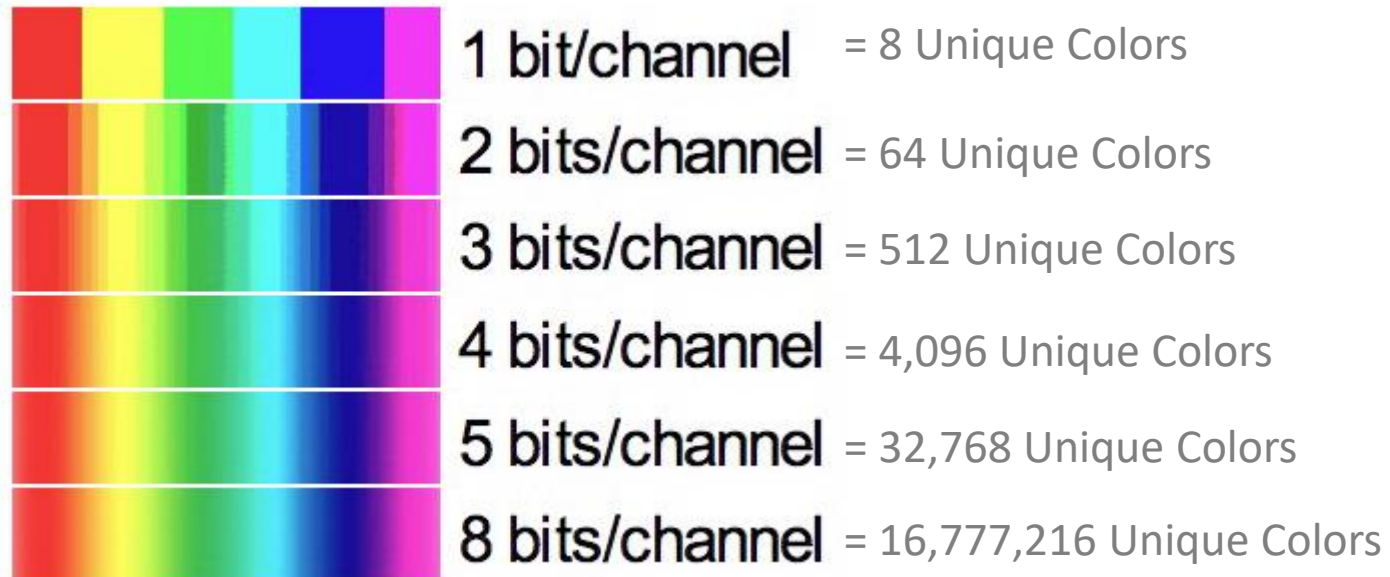 1 bit/channel = 8 Unique Colors
2 bits/channel = 64 Unique Colors
3 bits/channel = 512 Unique Colors
4 bits/channel = 4,096 Unique Colors
5 bits/channel = 32,768 Unique Colors
8 bits/channel = 16,777,216 Unique Colors